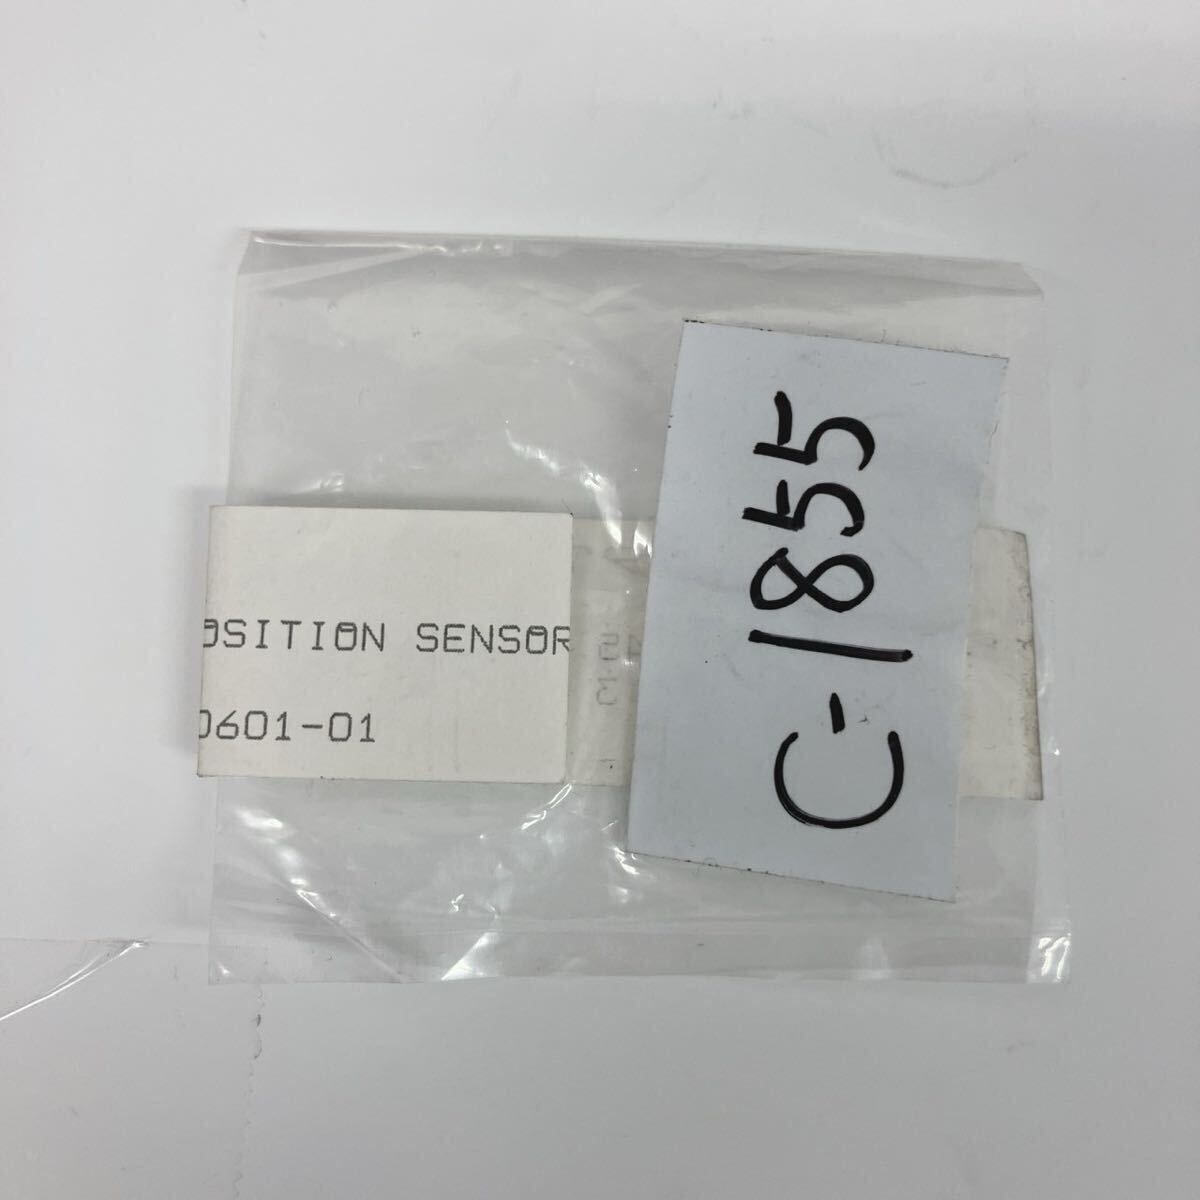 OSITION SENSOR
0601-01
C-1855